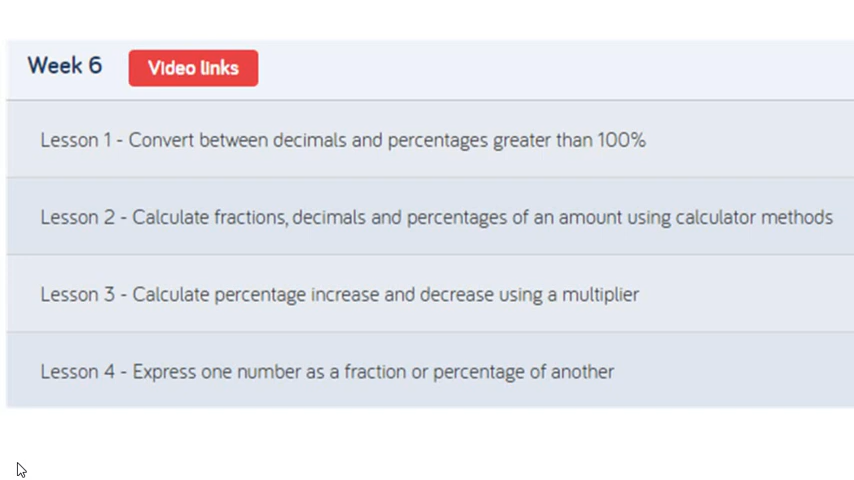 Week 6 Video links
Lesson 1 - Convert between decimals and percentages greater than 100%
Lesson 2 - Calculate fractions, decimals and percentages of an amount using calculator methods
Lesson 3 - Calculate percentage increase and decrease using a multiplier
Lesson 4 - Express one number as a fraction or percentage of another